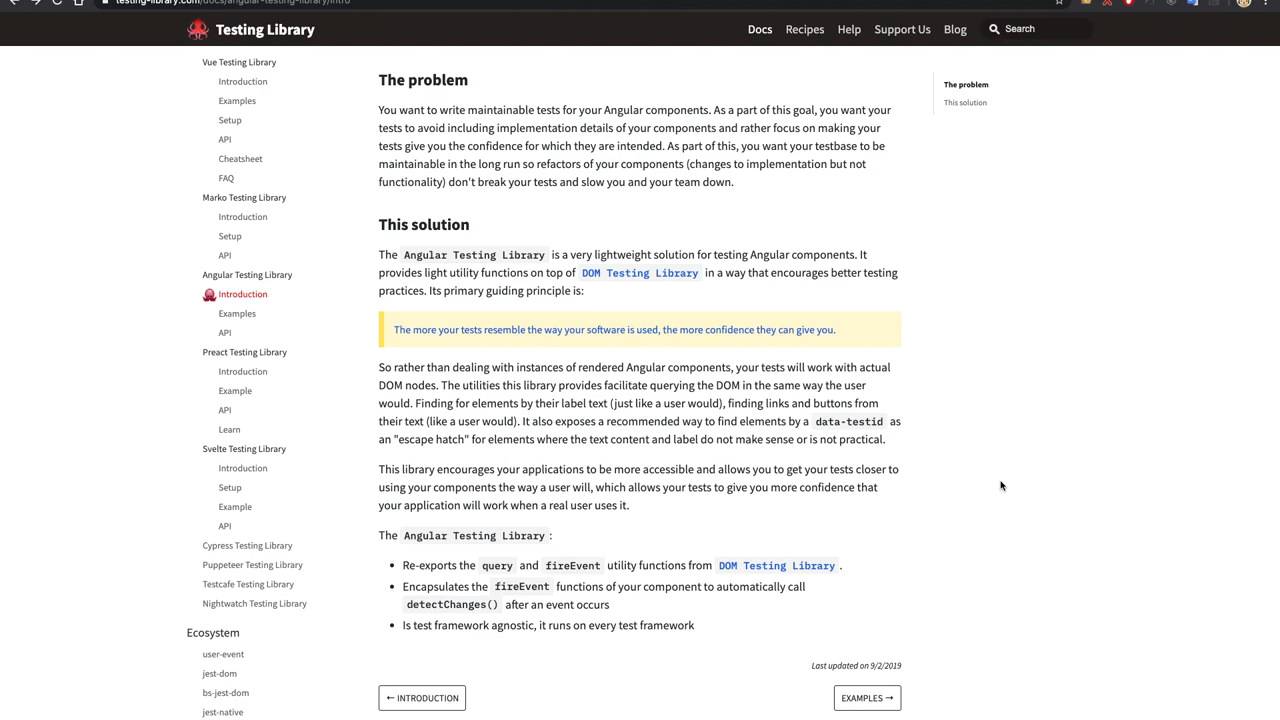 testing-library.com/docs/angular-testing-library/intro
Testing Library
Docs
Recipes
Help
Support Us
Blog
Search
Vue Testing Library
Introduction
Examples
Setup
API
Cheatsheet
FAQ
Marko Testing Library
Introduction
Setup
API
Angular Testing Library
Introduction
Examples
API
Preact Testing Library
Introduction
Example
API
Learn
Svelte Testing Library
Introduction
Setup
Example
API
Cypress Testing Library
Puppeteer Testing Library
Testcafe Testing Library
Nightwatch Testing Library
Ecosystem
user-event
jest-dom
bs-jest-dom
jest-native
The problem
You want to write maintainable tests for your Angular components. As a part of this goal, you want your
tests to avoid including implementation details of your components and rather focus on making your
tests give you the confidence for which they are intended. As part of this, you want your testbase to be
maintainable in the long run so refactors of your components (changes to implementation but not
functionality) don't break your tests and slow you and your team down.
This solution
The Angular Testing Library is a very lightweight solution for testing Angular components. It
provides light utility functions on top of DOM Testing Library in a way that encourages better testing
practices. Its primary guiding principle is:
The more your tests resemble the way your software is used, the more confidence they can give you.
So rather than dealing with instances of rendered Angular components, your tests will work with actual
DOM nodes. The utilities this library provides facilitate querying the DOM in the same way the user
would. Finding for elements by their label text (just like a user would), finding links and buttons from
their text (like a user would). It also exposes a recommended way to find elements by a data-testid as
an "escape hatch" for elements where the text content and label do not make sense or is not practical.
This library encourages your applications to be more accessible and allows you to get your tests closer to
using your components the way a user will, which allows your tests to give you more confidence that
your application will work when a real user uses it.
The Angular Testing Library :
• Re-exports the query and fireEvent utility functions from DOM Testing Library .
• Encapsulates the fireEvent functions of your component to automatically call
detectChanges() after an event occurs
• Is test framework agnostic, it runs on every test framework
Last updated on 9/2/2019
← INTRODUCTION
EXAMPLES →
The problem
This solution